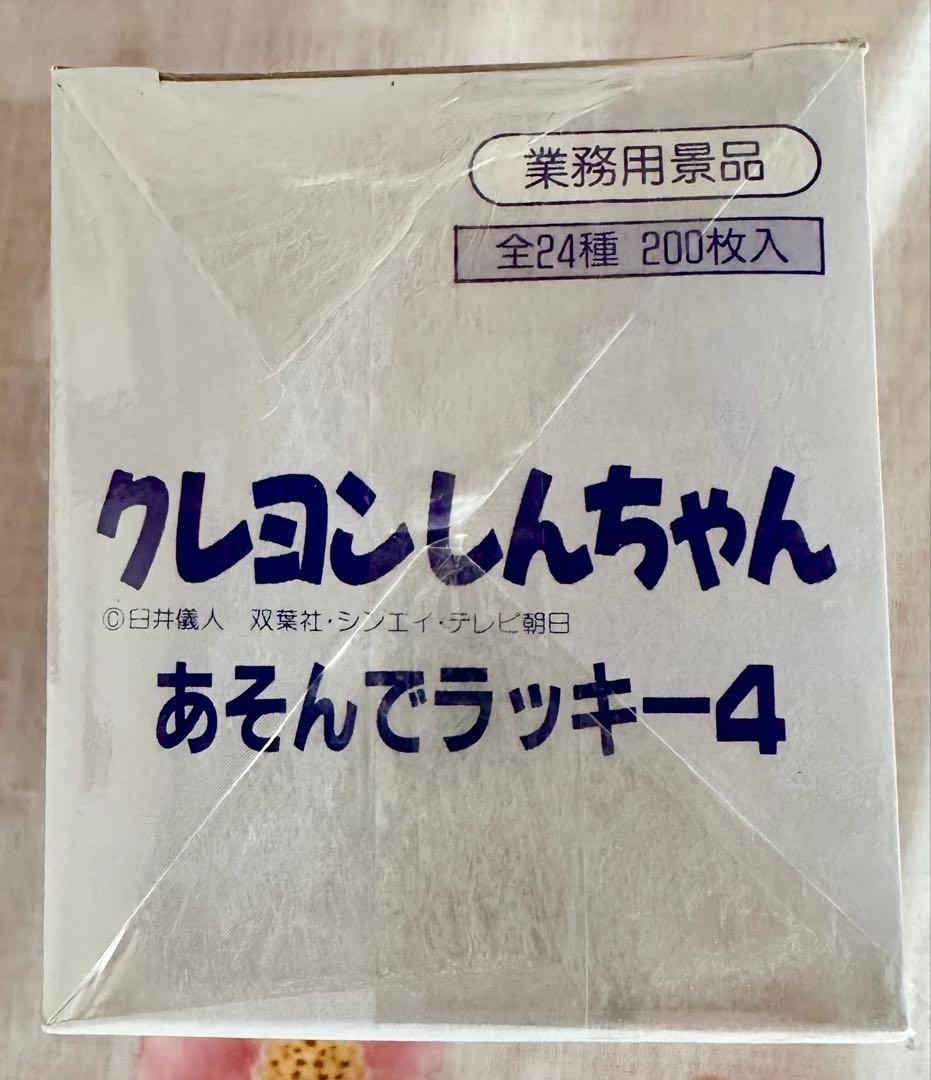 業務用景品
全24種 200枚入
クレヨンしんちゃん
©臼井儀人 双葉社・シンエイ・テレビ朝日
あそんでラッキー4